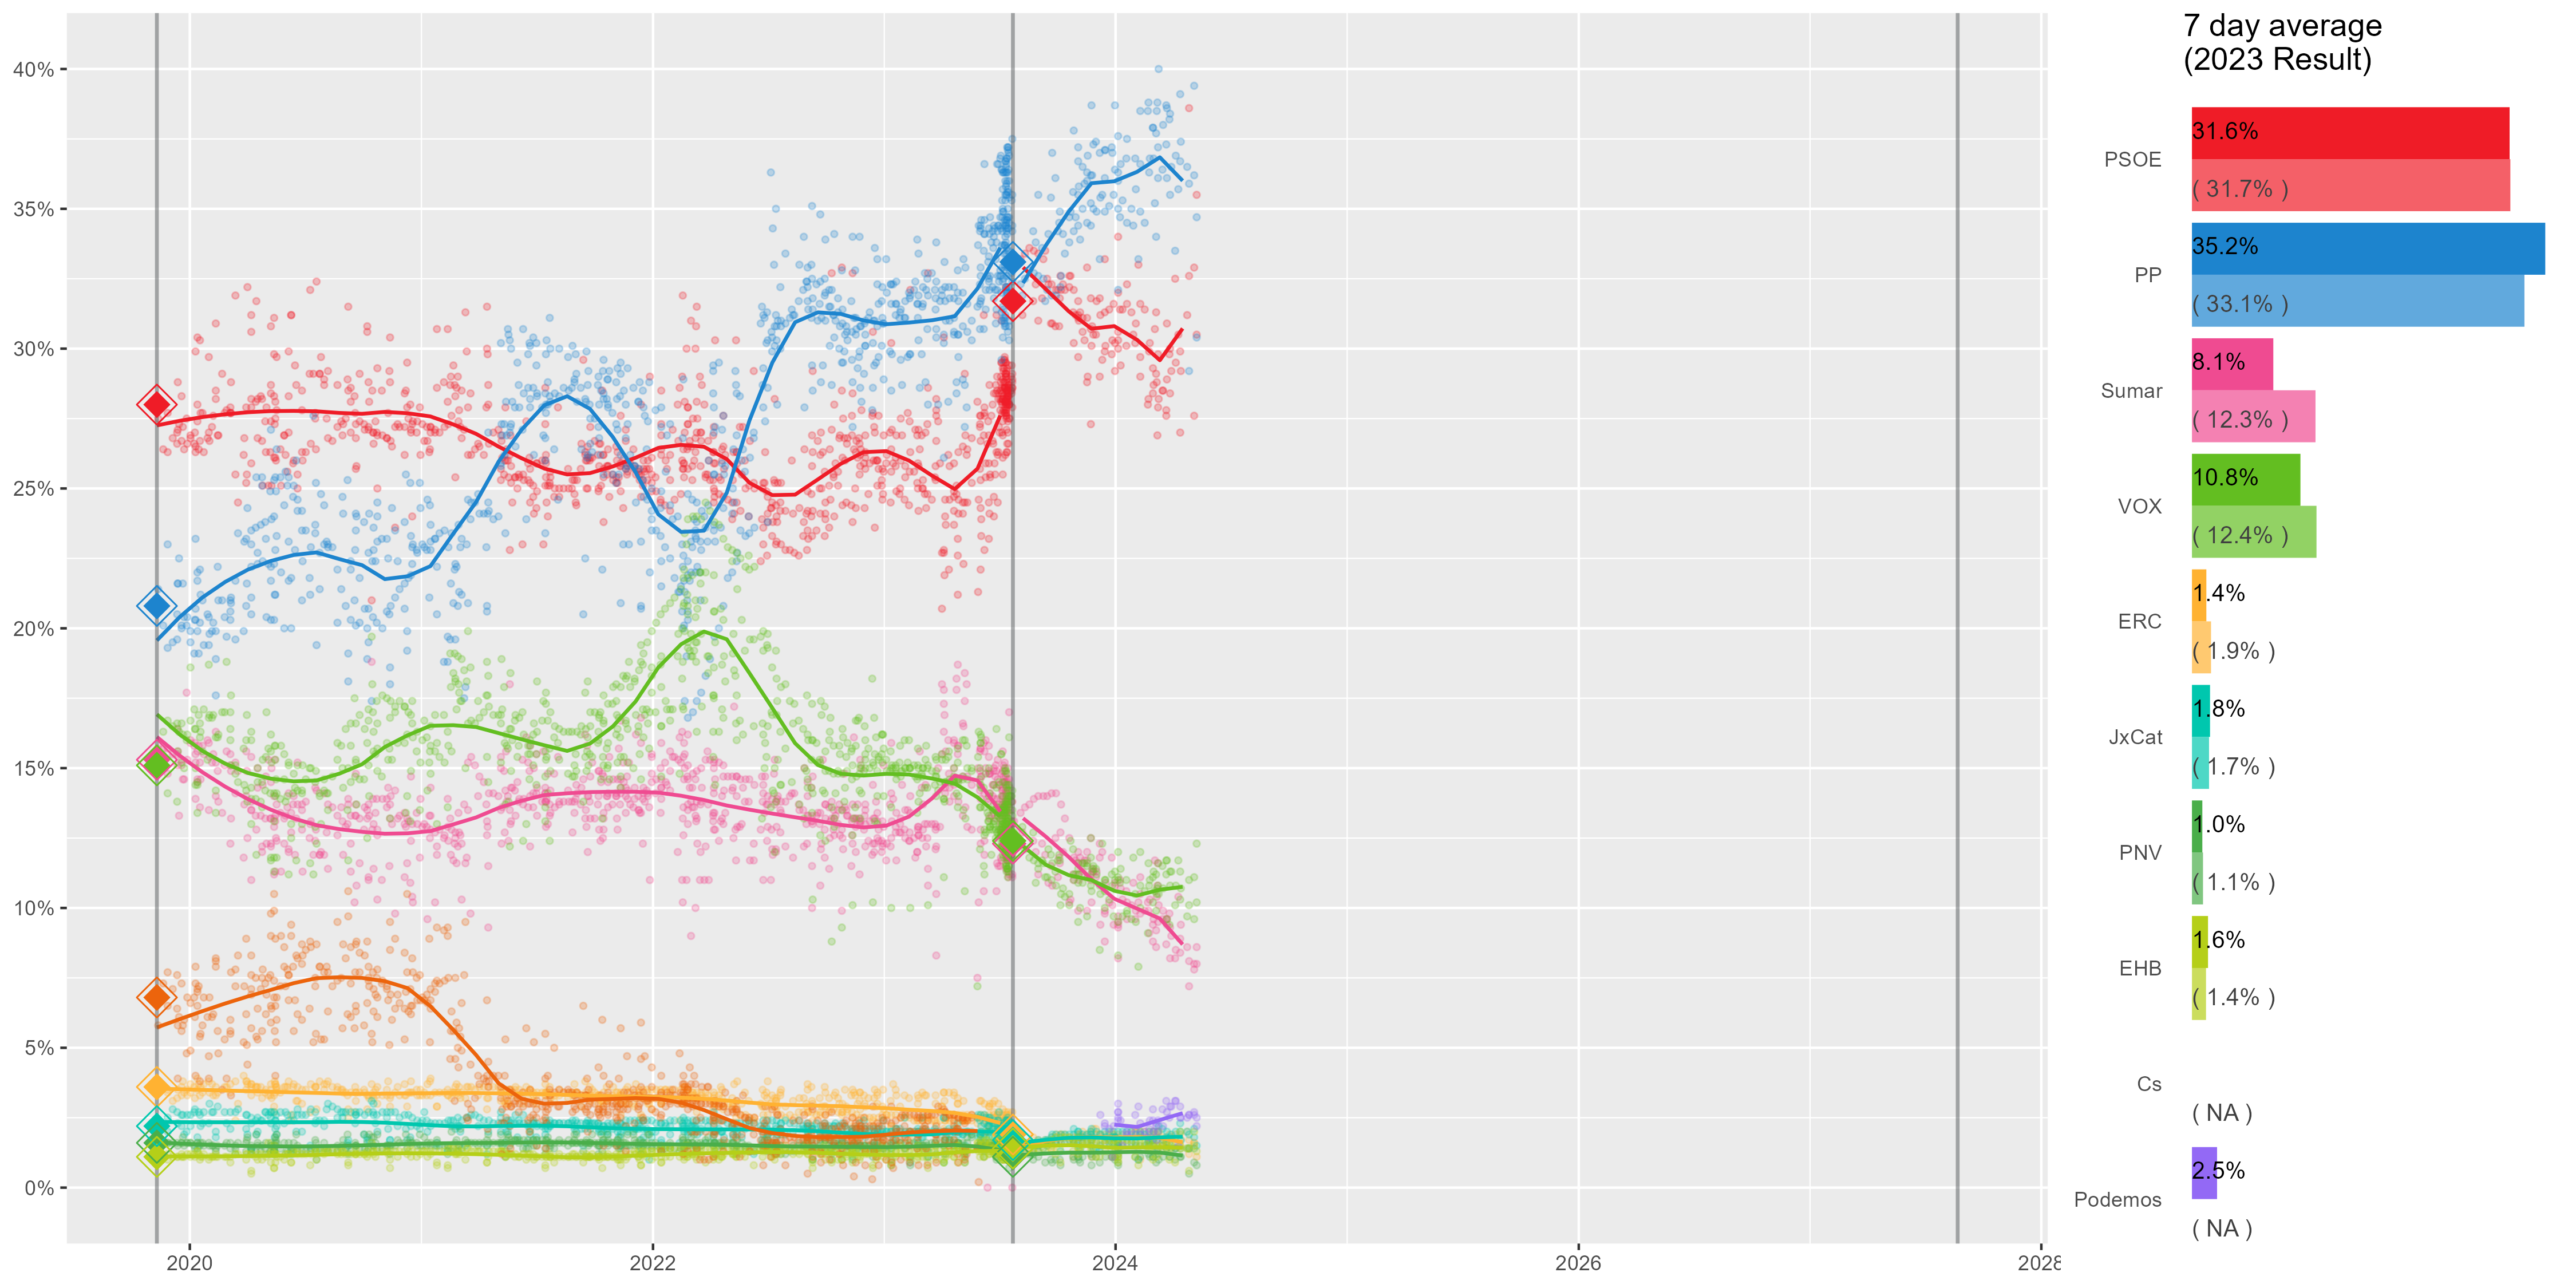 7 day average
(2023 Result)
40%
35%
30%
25%
20%
15%
10%
5%
0%
2020
2022
2024
2026
2028
PSOE
31.6%
( 31.7% )
PP
35.2%
( 33.1% )
Sumar
8.1%
( 12.3% )
VOX
10.8%
( 12.4% )
ERC
1.4%
( 1.9% )
JxCat
1.8%
( 1.7% )
PNV
1.0%
( 1.1% )
EHB
1.6%
( 1.4% )
Cs
( NA )
Podemos
2.5%
( NA )